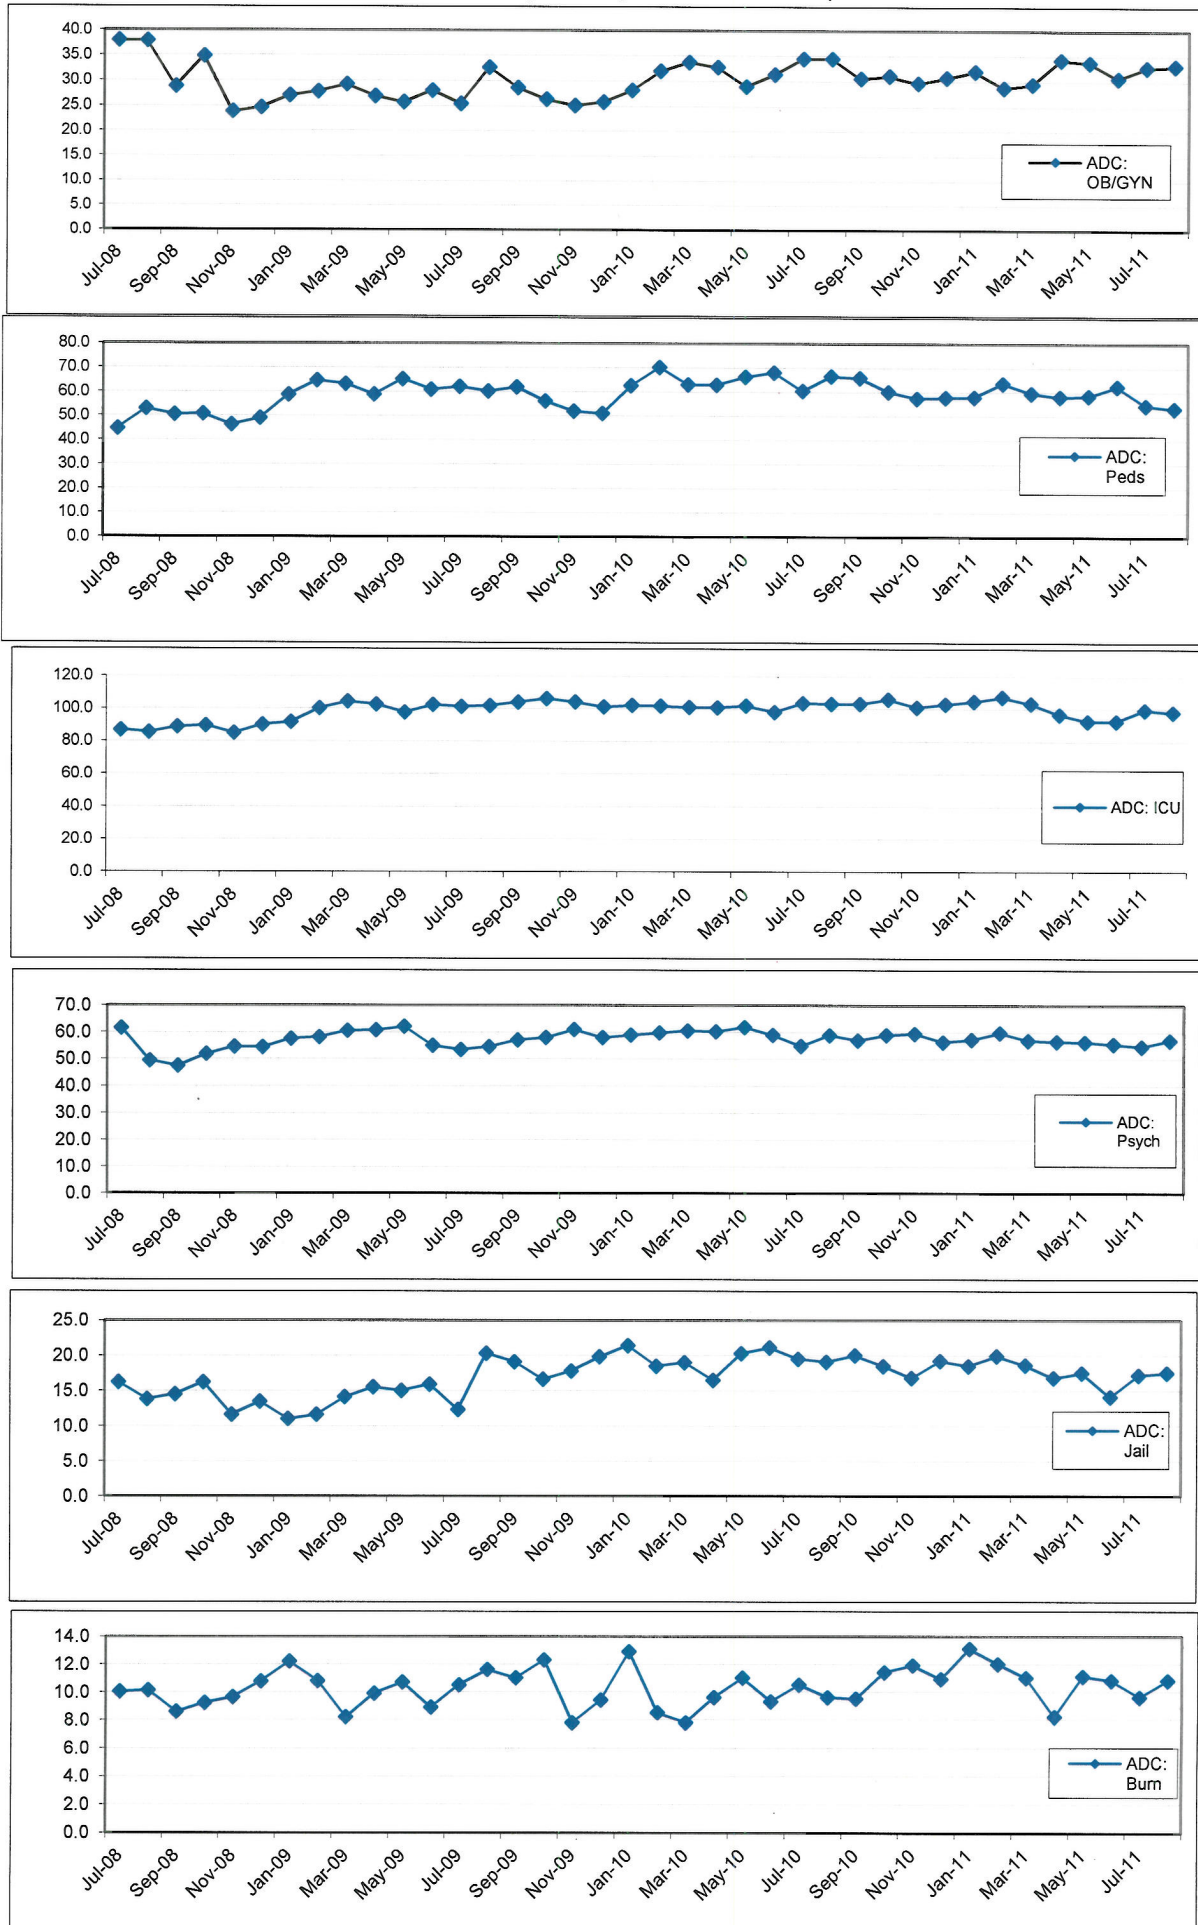 40.0
35.0
30.0
25.0
20.0
15.0
10.0
5.0
0.0
ADC:
OB/GYN
Jul-08 Sep-08 Nov-08 Jan-09 Mar-09 May-09 Jul-09 Sep-09 Nov-09 Jan-10 Mar-10 May-10 Jul-10 Sep-10 Nov-10 Jan-11 Mar-11 May-11 Jul-11
80.0
70.0
60.0
50.0
40.0
30.0
20.0
10.0
0.0
ADC:
Peds
Jul-08 Sep-08 Nov-08 Jan-09 Mar-09 May-09 Jul-09 Sep-09 Nov-09 Jan-10 Mar-10 May-10 Jul-10 Sep-10 Nov-10 Jan-11 Mar-11 May-11 Jul-11
120.0
100.0
80.0
60.0
40.0
20.0
0.0
ADC: ICU
Jul-08 Sep-08 Nov-08 Jan-09 Mar-09 May-09 Jul-09 Sep-09 Nov-09 Jan-10 Mar-10 May-10 Jul-10 Sep-10 Nov-10 Jan-11 Mar-11 May-11 Jul-11
70.0
60.0
50.0
40.0
30.0
20.0
10.0
0.0
ADC:
Psych
Jul-08 Sep-08 Nov-08 Jan-09 Mar-09 May-09 Jul-09 Sep-09 Nov-09 Jan-10 Mar-10 May-10 Jul-10 Sep-10 Nov-10 Jan-11 Mar-11 May-11 Jul-11
25.0
20.0
15.0
10.0
5.0
0.0
ADC:
Jail
Jul-08 Sep-08 Nov-08 Jan-09 Mar-09 May-09 Jul-09 Sep-09 Nov-09 Jan-10 Mar-10 May-10 Jul-10 Sep-10 Nov-10 Jan-11 Mar-11 May-11 Jul-11
14.0
12.0
10.0
8.0
6.0
4.0
2.0
0.0
ADC:
Burn
Jul-08 Sep-08 Nov-08 Jan-09 Mar-09 May-09 Jul-09 Sep-09 Nov-09 Jan-10 Mar-10 May-10 Jul-10 Sep-10 Nov-10 Jan-11 Mar-11 May-11 Jul-11